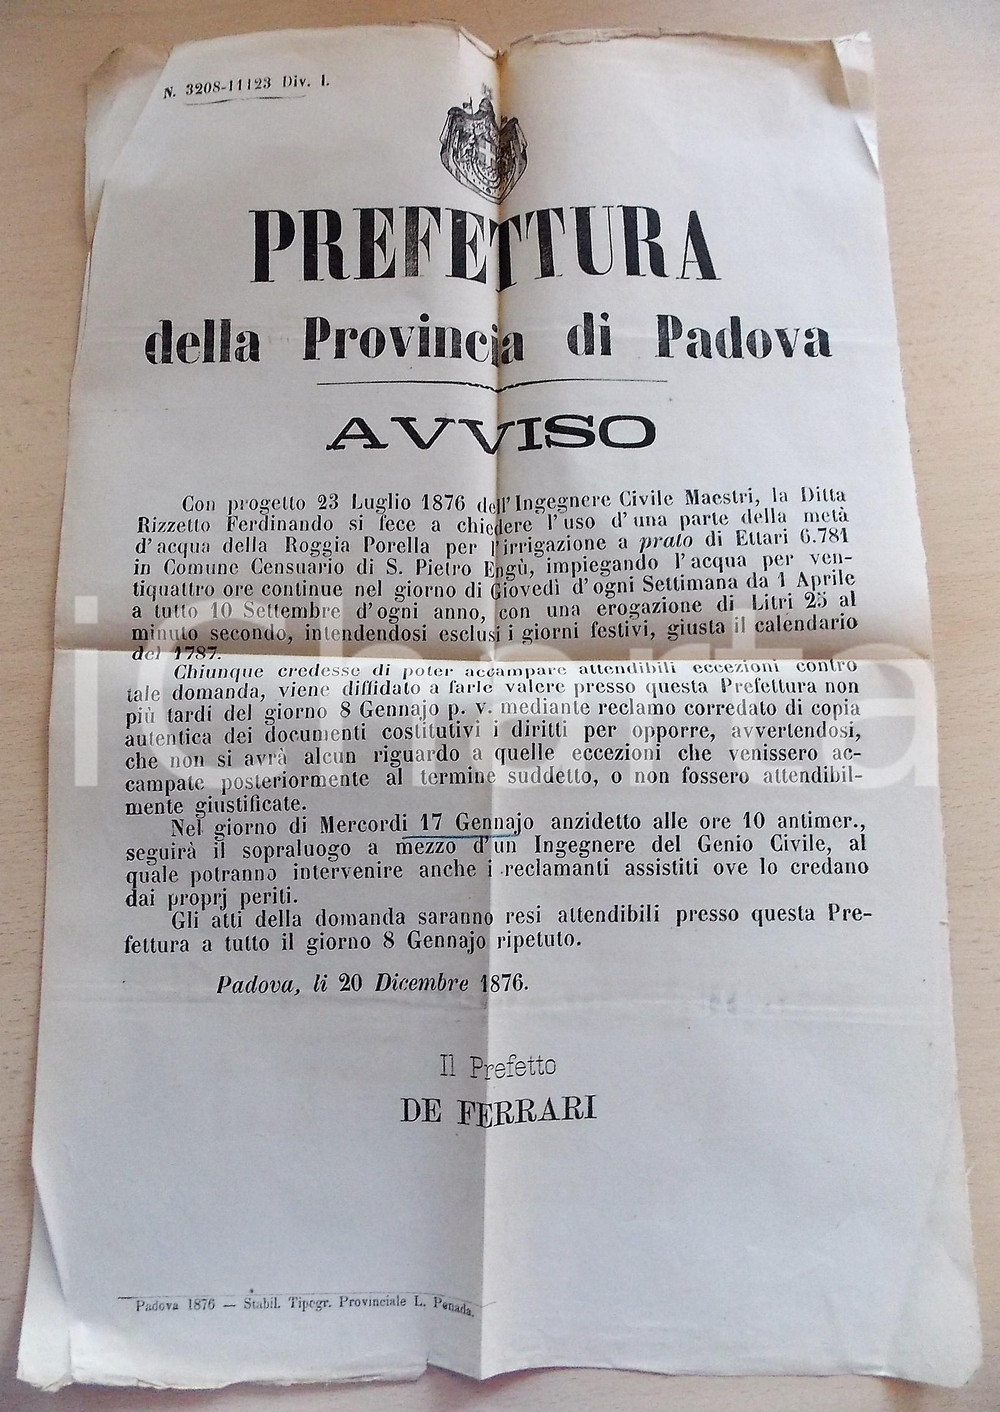 N. 3208-11123 Div. I.
PREFETTURA
della Provincia di Padova
AVVISO
Con progetto 23 Luglio 1876 dell'Ingegnere Civile Maestri, la Ditta
Rizzetto Ferdinando si fece a chiedere l'uso d'una parte della metà
d'acqua della Roggia Porella per l'irrigazione a prato di Ettari 6.781
in Comune Censuario di S. Pietro Engù, impiegando l'acqua per ven-
tiquattro ore continue nel giorno di Giovedì d'ogni Settimana da 1 Aprile
a tutto 10 Settembre d'ogni anno, con una erogazione di Litri 25 al
minuto secondo, intendendosi esclusi i giorni festivi, giusta il calendario
del 1787.
Chiunque credesse di poter accampare attendibili eccezioni contro
tale domanda, viene diffidato a farle valere presso questa Prefettura non
più tardi del giorno 8 Gennajo p. v. mediante reclamo corredato di copia
autentica dei documenti costitutivi i diritti per opporre, avvertendosi,
che non si avrà alcun riguardo a quelle eccezioni che venissero ac-
campate posteriormente al termine suddetto, o non fossero attendibil-
mente giustificate.
Nel giorno di Mercordi 17 Gennajo anzidetto alle ore 10 antimer.,
seguirà il sopraluogo a mezzo d'un Ingegnere del Genio Civile, al
quale potranno intervenire anche i reclamanti assistiti ove lo credano
dai proprj periti.
Gli atti della domanda saranno resi attendibili presso questa Pre-
fettura a tutto il giorno 8 Gennajo ripetuto.
Padova, li 20 Dicembre 1876.
Il Prefetto
DE FERRARI
Padova 1876 — Stabil. Tipogr. Provinciale L. Penada.
iCharta